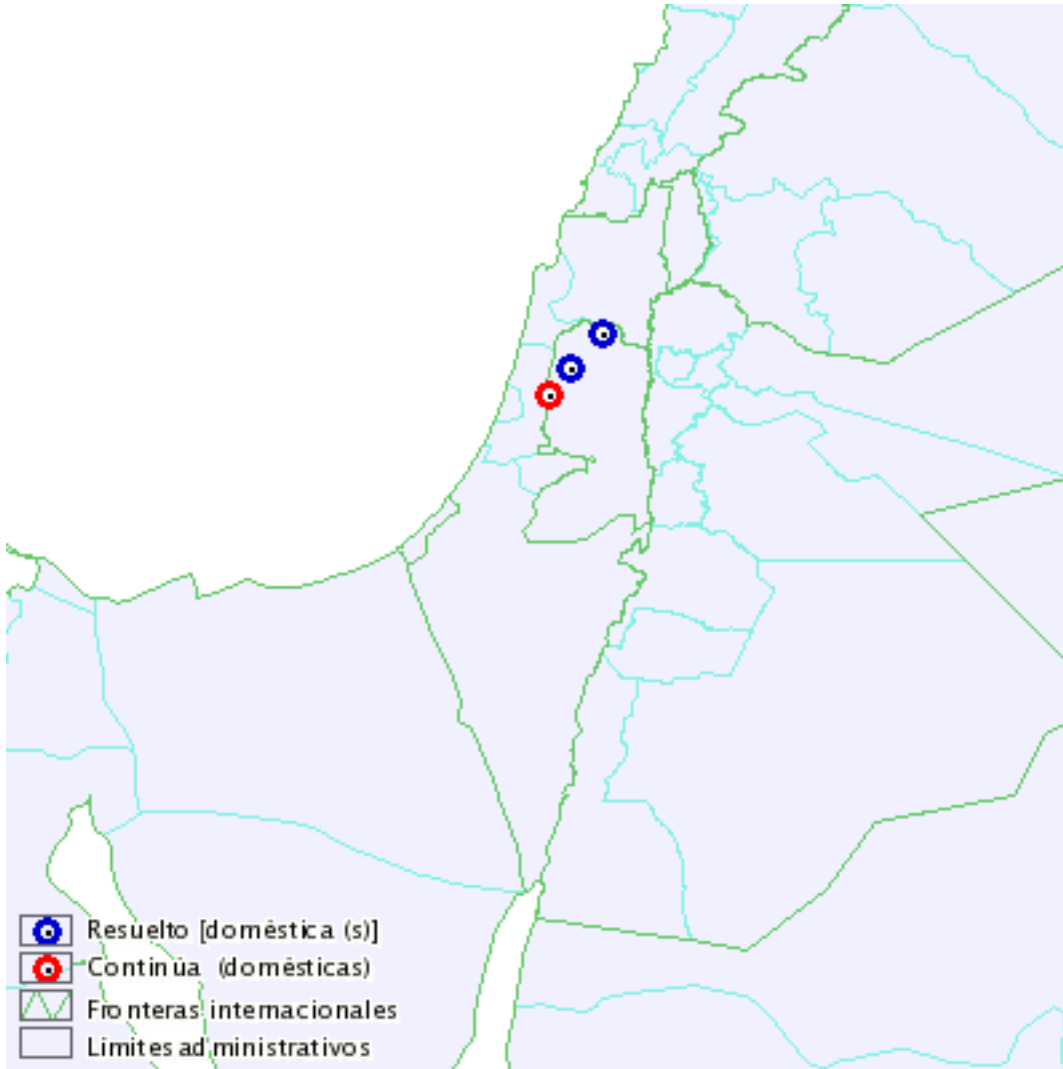 Resuelto [doméstica (s)]
Continúa (domésticas)
Fronteras internacionales
Límites administrativos